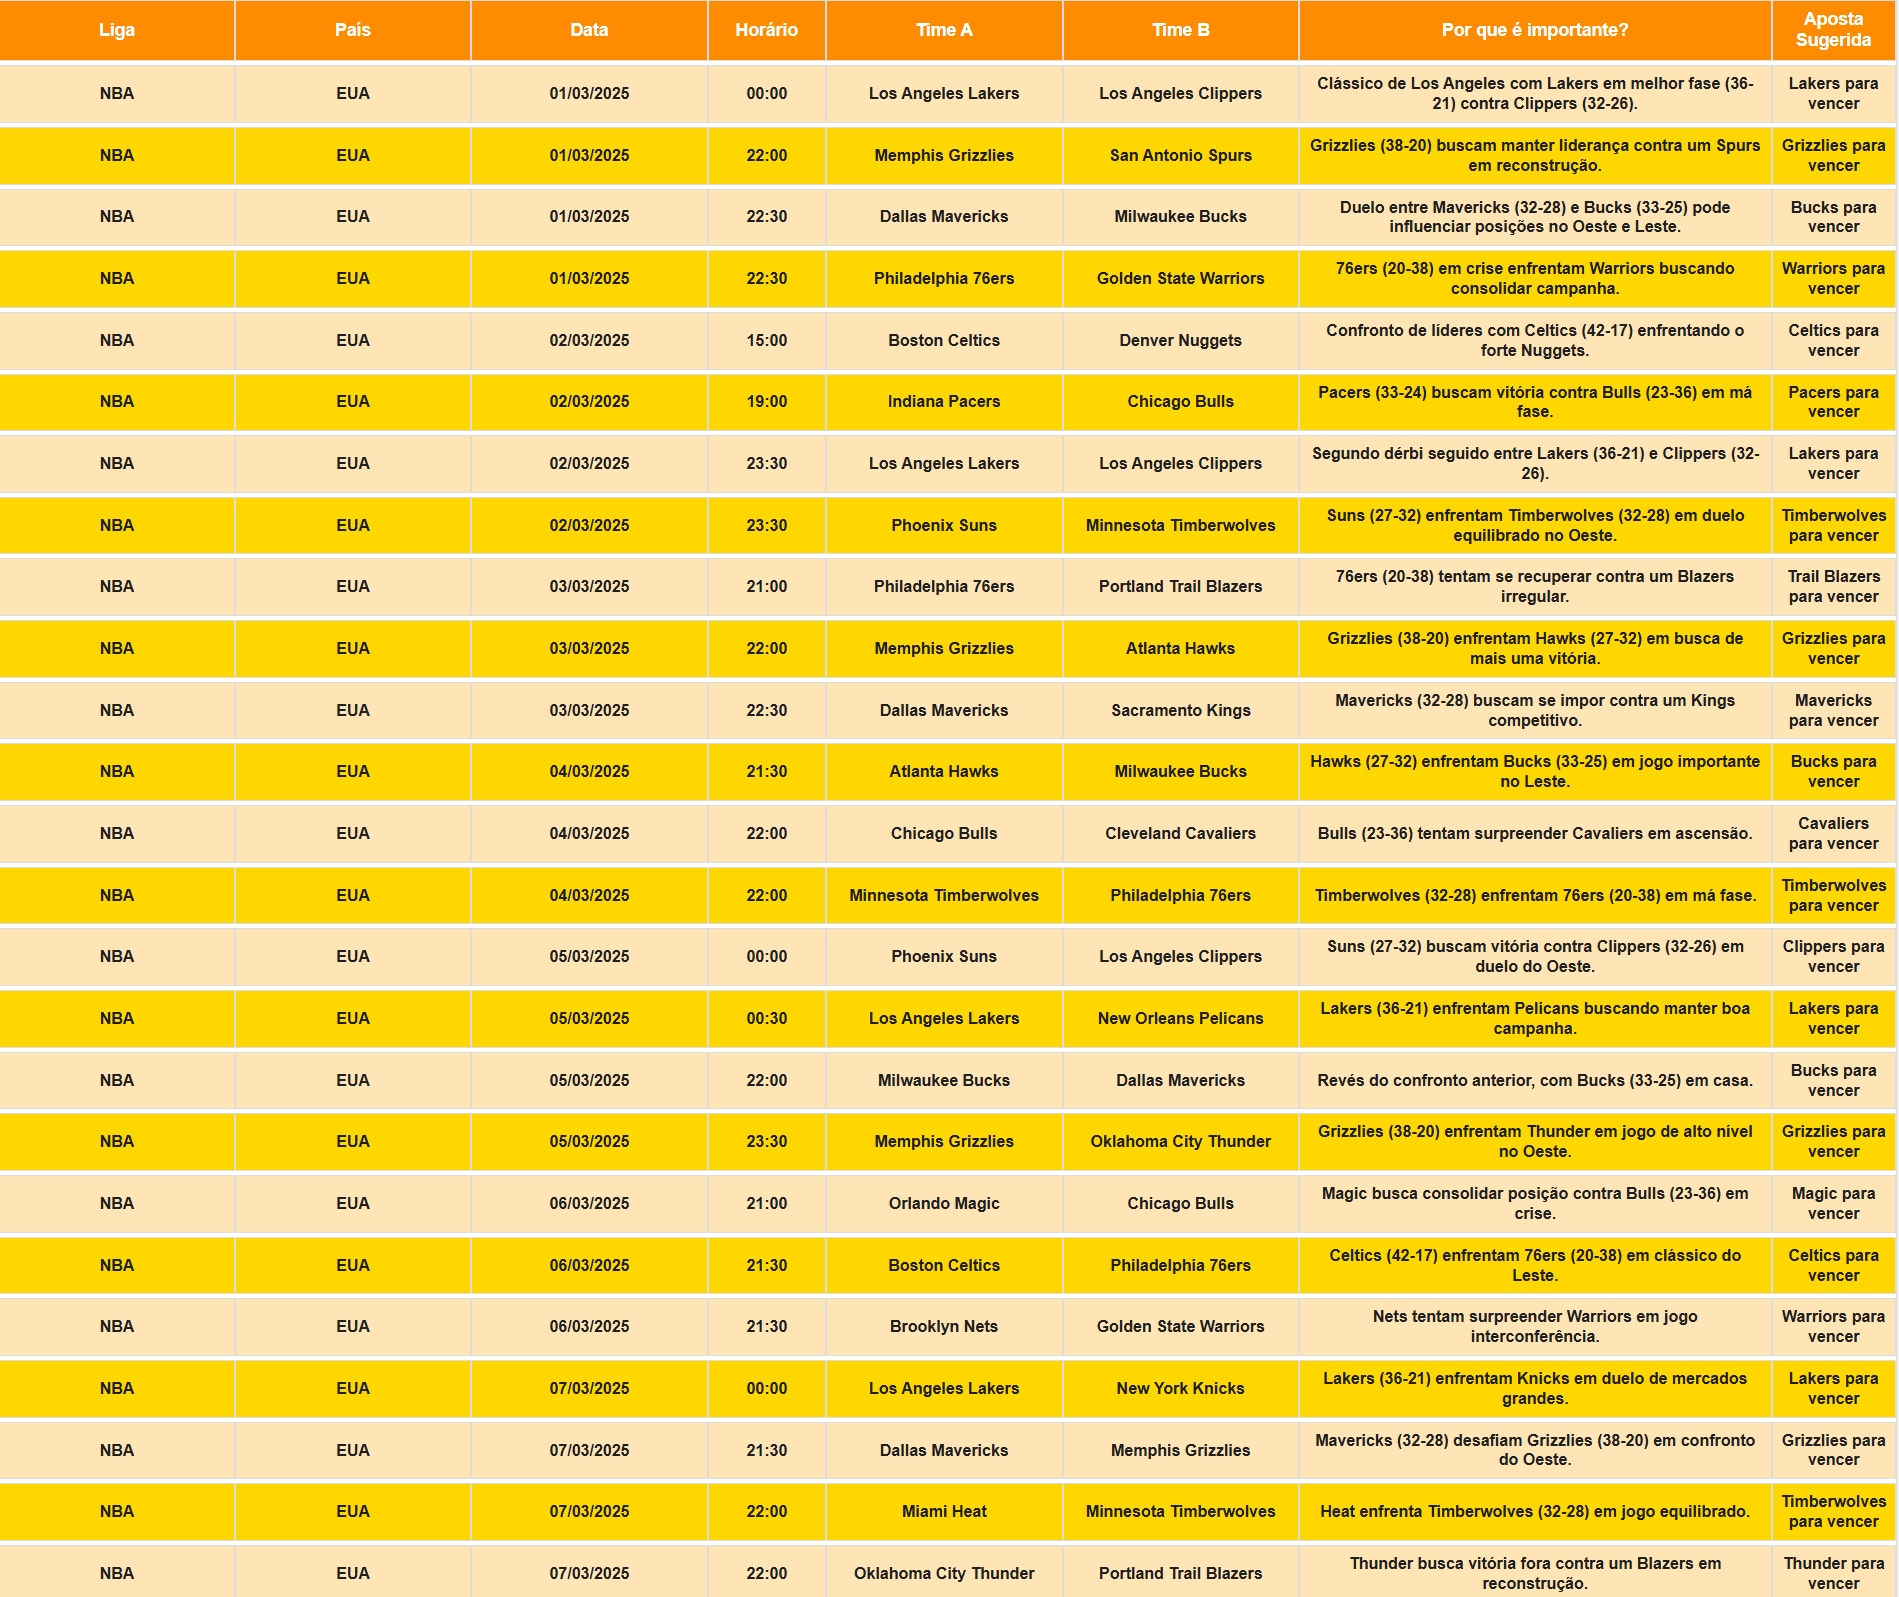 Liga País Data Horário Time A Time B Por que é importante? Aposta Sugerida
NBA EUA 01/03/2025 00:00 Los Angeles Lakers Los Angeles Clippers Clássico de Los Angeles com Lakers em melhor fase (36-21) contra Clippers (32-26). Lakers para vencer
NBA EUA 01/03/2025 22:00 Memphis Grizzlies San Antonio Spurs Grizzlies (38-20) buscam manter liderança contra um Spurs em reconstrução. Grizzlies para vencer
NBA EUA 01/03/2025 22:30 Dallas Mavericks Milwaukee Bucks Duelo entre Mavericks (32-28) e Bucks (33-25) pode influenciar posições no Oeste e Leste. Bucks para vencer
NBA EUA 01/03/2025 22:30 Philadelphia 76ers Golden State Warriors 76ers (20-38) em crise enfrentam Warriors buscando consolidar campanha. Warriors para vencer
NBA EUA 02/03/2025 15:00 Boston Celtics Denver Nuggets Confronto de líderes com Celtics (42-17) enfrentando o forte Nuggets. Celtics para vencer
NBA EUA 02/03/2025 19:00 Indiana Pacers Chicago Bulls Pacers (33-24) buscam vitória contra Bulls (23-36) em má fase. Pacers para vencer
NBA EUA 02/03/2025 23:30 Los Angeles Lakers Los Angeles Clippers Segundo dérbi seguido entre Lakers (36-21) e Clippers (32-26). Lakers para vencer
NBA EUA 02/03/2025 23:30 Phoenix Suns Minnesota Timberwolves Suns (27-32) enfrentam Timberwolves (32-28) em duelo equilibrado no Oeste. Timberwolves para vencer
NBA EUA 03/03/2025 21:00 Philadelphia 76ers Portland Trail Blazers 76ers (20-38) tentam se recuperar contra um Blazers irregular. Trail Blazers para vencer
NBA EUA 03/03/2025 22:00 Memphis Grizzlies Atlanta Hawks Grizzlies (38-20) enfrentam Hawks (27-32) em busca de mais uma vitória. Grizzlies para vencer
NBA EUA 03/03/2025 22:30 Dallas Mavericks Sacramento Kings Mavericks (32-28) buscam se impor contra um Kings competitivo. Mavericks para vencer
NBA EUA 04/03/2025 21:30 Atlanta Hawks Milwaukee Bucks Hawks (27-32) enfrentam Bucks (33-25) em jogo importante no Leste. Bucks para vencer
NBA EUA 04/03/2025 22:00 Chicago Bulls Cleveland Cavaliers Bulls (23-36) tentam surpreender Cavaliers em ascensão. Cavaliers para vencer
NBA EUA 04/03/2025 22:00 Minnesota Timberwolves Philadelphia 76ers Timberwolves (32-28) enfrentam 76ers (20-38) em má fase. Timberwolves para vencer
NBA EUA 05/03/2025 00:00 Phoenix Suns Los Angeles Clippers Suns (27-32) buscam vitória contra Clippers (32-26) em duelo do Oeste. Clippers para vencer
NBA EUA 05/03/2025 00:30 Los Angeles Lakers New Orleans Pelicans Lakers (36-21) enfrentam Pelicans buscando manter boa campanha. Lakers para vencer
NBA EUA 05/03/2025 22:00 Milwaukee Bucks Dallas Mavericks Revés do confronto anterior, com Bucks (33-25) em casa. Bucks para vencer
NBA EUA 05/03/2025 23:30 Memphis Grizzlies Oklahoma City Thunder Grizzlies (38-20) enfrentam Thunder em jogo de alto nível no Oeste. Grizzlies para vencer
NBA EUA 06/03/2025 21:00 Orlando Magic Chicago Bulls Magic busca consolidar posição contra Bulls (23-36) em crise. Magic para vencer
NBA EUA 06/03/2025 21:30 Boston Celtics Philadelphia 76ers Celtics (42-17) enfrentam 76ers (20-38) em clássico do Leste. Celtics para vencer
NBA EUA 06/03/2025 21:30 Brooklyn Nets Golden State Warriors Nets tentam surpreender Warriors em jogo interconferência. Warriors para vencer
NBA EUA 07/03/2025 00:00 Los Angeles Lakers New York Knicks Lakers (36-21) enfrentam Knicks em duelo de mercados grandes. Lakers para vencer
NBA EUA 07/03/2025 21:30 Dallas Mavericks Memphis Grizzlies Mavericks (32-28) desafiam Grizzlies (38-20) em confronto do Oeste. Grizzlies para vencer
NBA EUA 07/03/2025 22:00 Miami Heat Minnesota Timberwolves Heat enfrenta Timberwolves (32-28) em jogo equilibrado. Timberwolves para vencer
NBA EUA 07/03/2025 22:00 Oklahoma City Thunder Portland Trail Blazers Thunder busca vitória fora contra um Blazers em reconstrução. Thunder para vencer